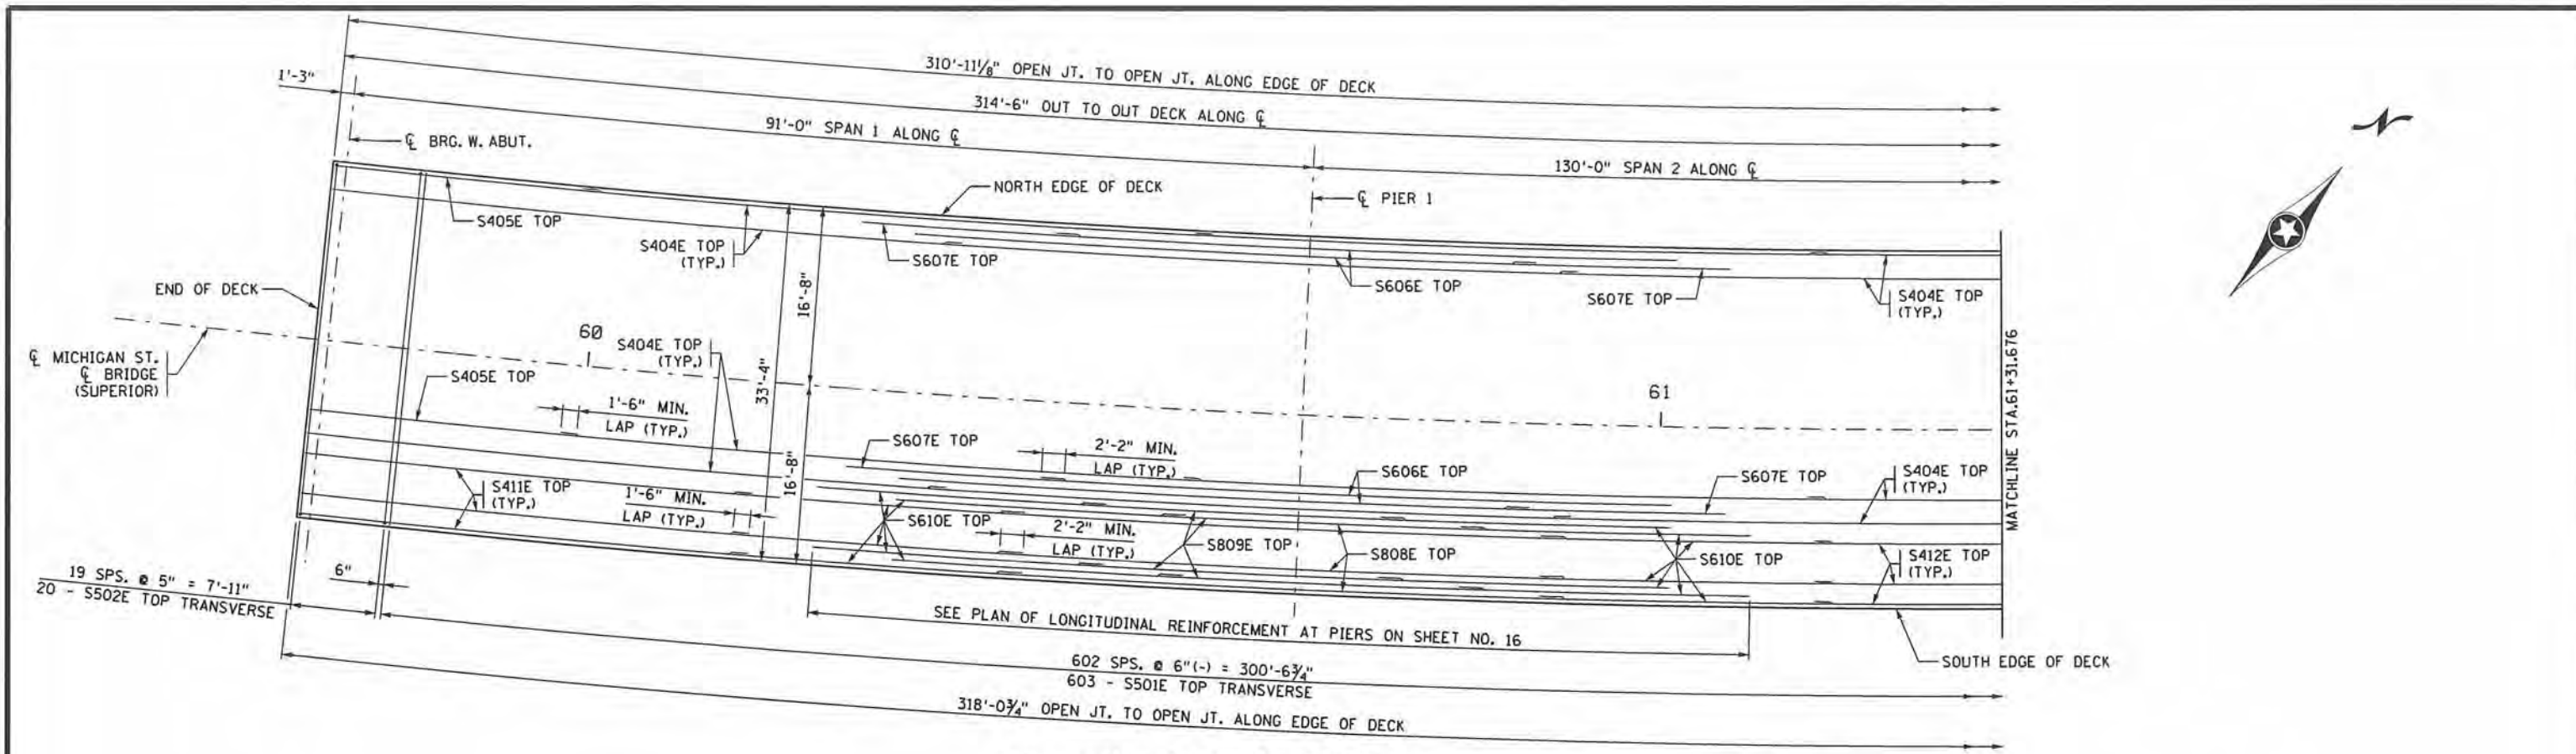 310'-11⅛" OPEN JT. TO OPEN JT. ALONG EDGE OF DECK
314'-6" OUT TO OUT DECK ALONG ℄
1'-3"
91'-0" SPAN 1 ALONG ℄
130'-0" SPAN 2 ALONG ℄
℄ BRG. W. ABUT.
NORTH EDGE OF DECK
℄ PIER 1
S405E TOP
S404E TOP
(TYP.)
S607E TOP
S606E TOP
S607E TOP
S404E TOP
(TYP.)
END OF DECK
16'-8"
33'-4"
16'-8"
60
61
℄ MICHIGAN ST.
℄ BRIDGE
(SUPERIOR)
S404E TOP
(TYP.)
S405E TOP
1'-6" MIN.
LAP (TYP.)
S607E TOP
2'-2" MIN.
LAP (TYP.)
S606E TOP
S607E TOP
S404E TOP
(TYP.)
MATCHLINE STA.61+31.676
S411E TOP
(TYP.)
1'-6" MIN.
LAP (TYP.)
S610E TOP
2'-2" MIN.
LAP (TYP.)
S809E TOP
S808E TOP
S610E TOP
S412E TOP
(TYP.)
19 SPS. @ 5" = 7'-11"
20 - S502E TOP TRANSVERSE
6"
SEE PLAN OF LONGITUDINAL REINFORCEMENT AT PIERS ON SHEET NO. 16
SOUTH EDGE OF DECK
602 SPS. @ 6"(-) = 300'-6¾"
603 - S501E TOP TRANSVERSE
318'-0¾" OPEN JT. TO OPEN JT. ALONG EDGE OF DECK